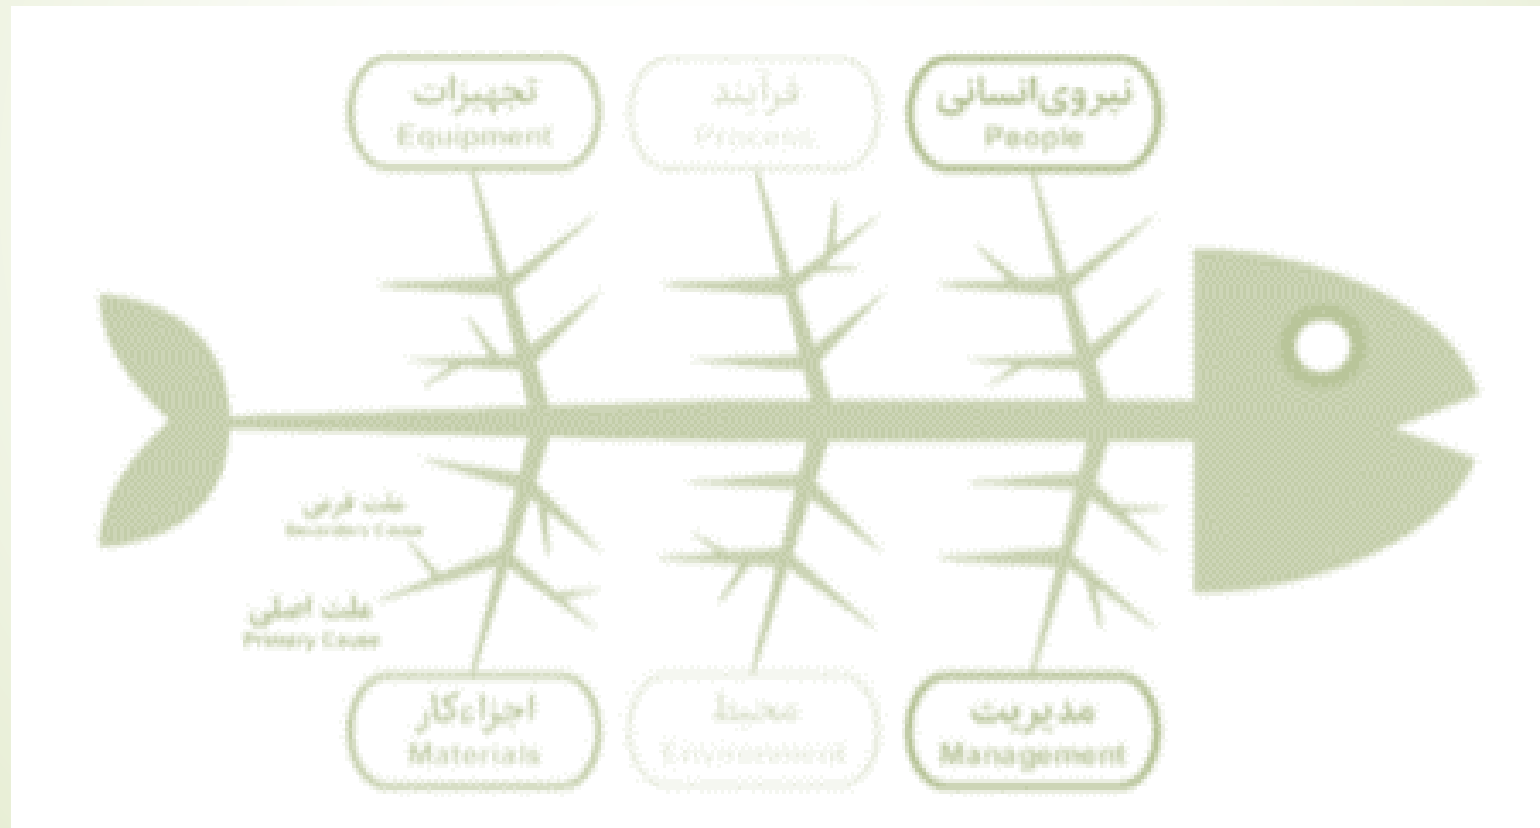 تجهیزات
Equipment
فرآیند
Process
نیروی‌انسانی
People
علت فرعی
Cause
علت اصلی
Primary Cause
اجزاء‌کار
Materials
محیط
Environment
مدیریت
Management